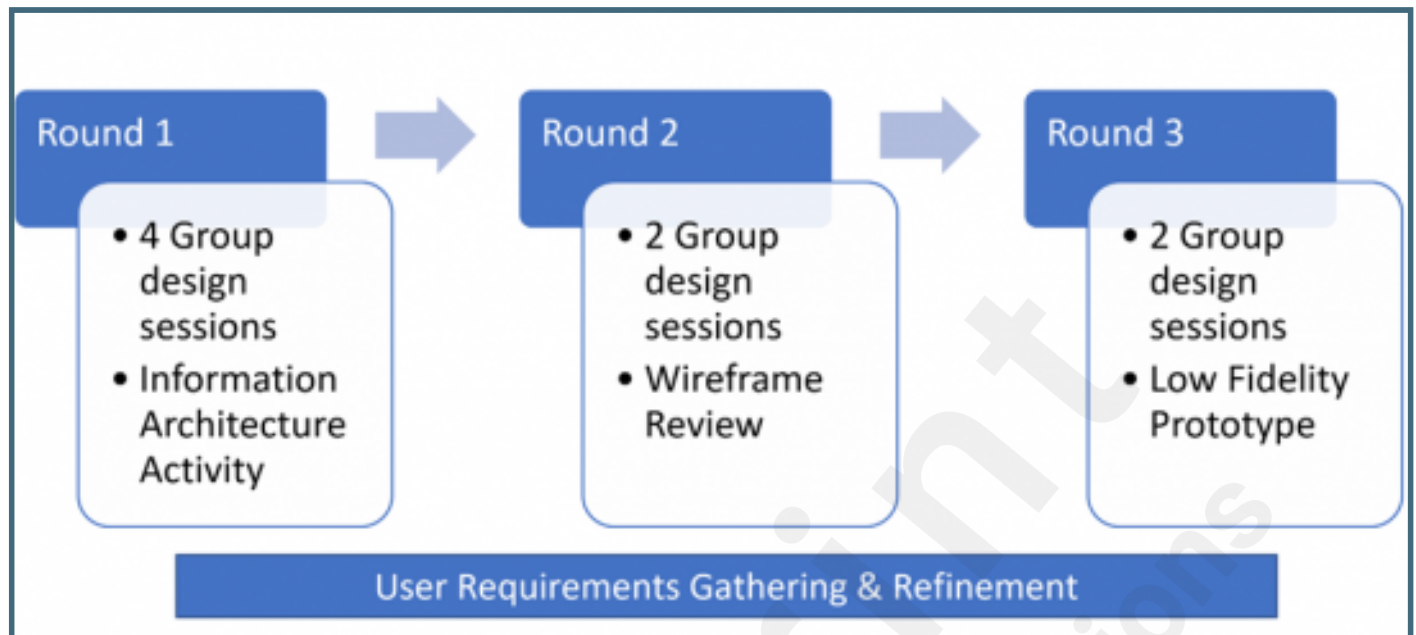 Round 1
• 4 Group
design
sessions
• Information
Architecture
Activity
Round 2
• 2 Group
design
sessions
• Wireframe
Review
Round 3
• 2 Group
design
sessions
• Low Fidelity
Prototype
User Requirements Gathering & Refinement